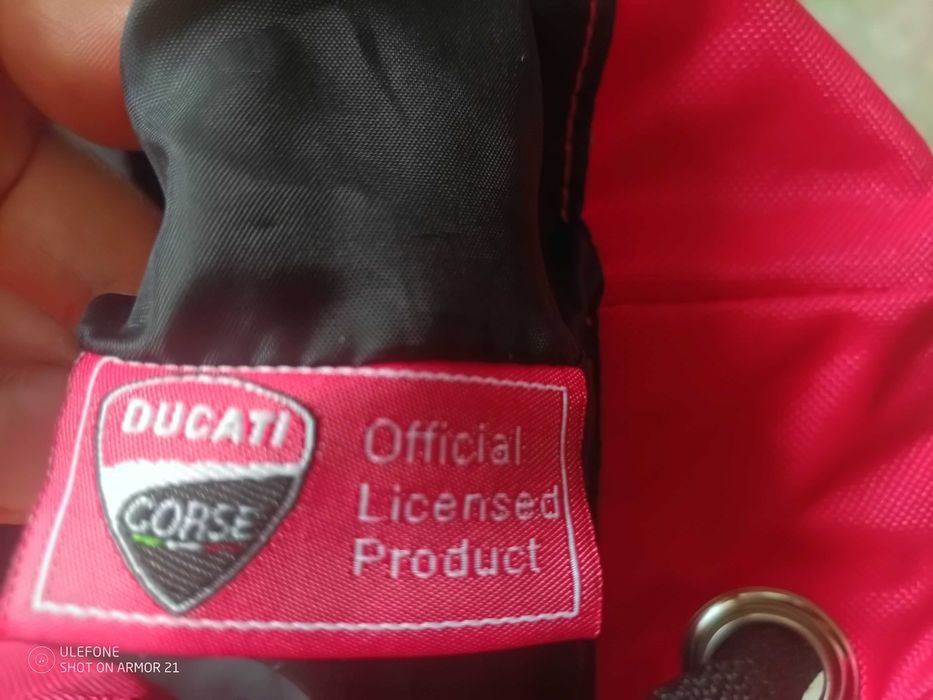 DUCATI
CORSE
Official
Licensed
Product
ULEFONE
SHOT ON ARMOR 21